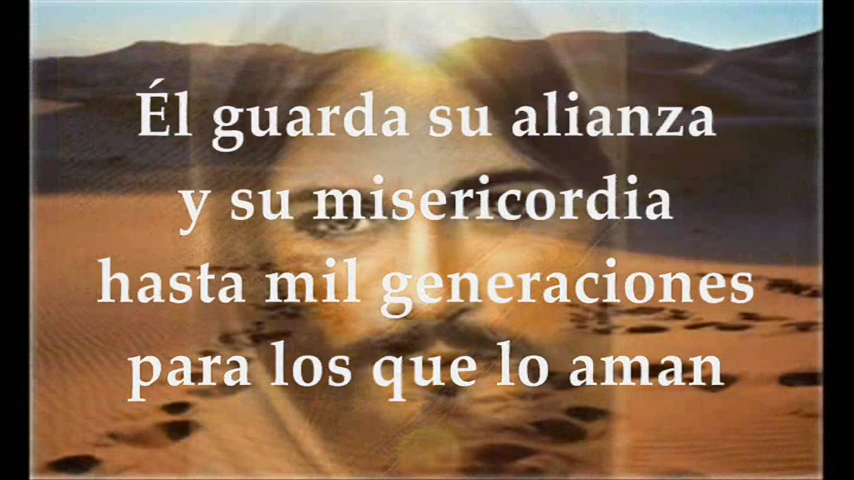 Él guarda su alianza
y su misericordia
hasta mil generaciones
para los que lo aman